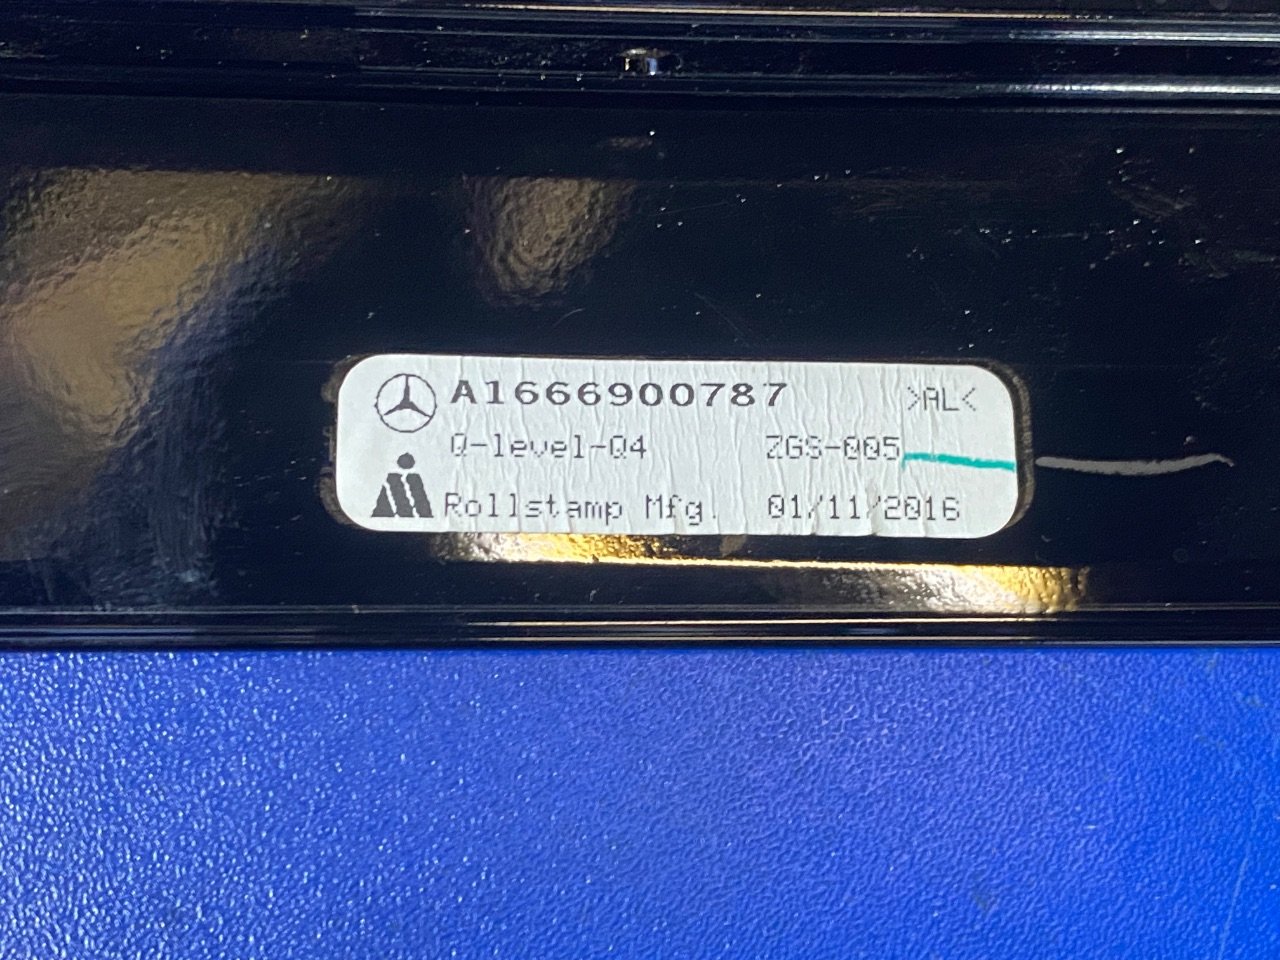 A1666900787 >AL<
Q-level-Q4 ZGS-005
Rollstamp Mfg. 01/11/2016